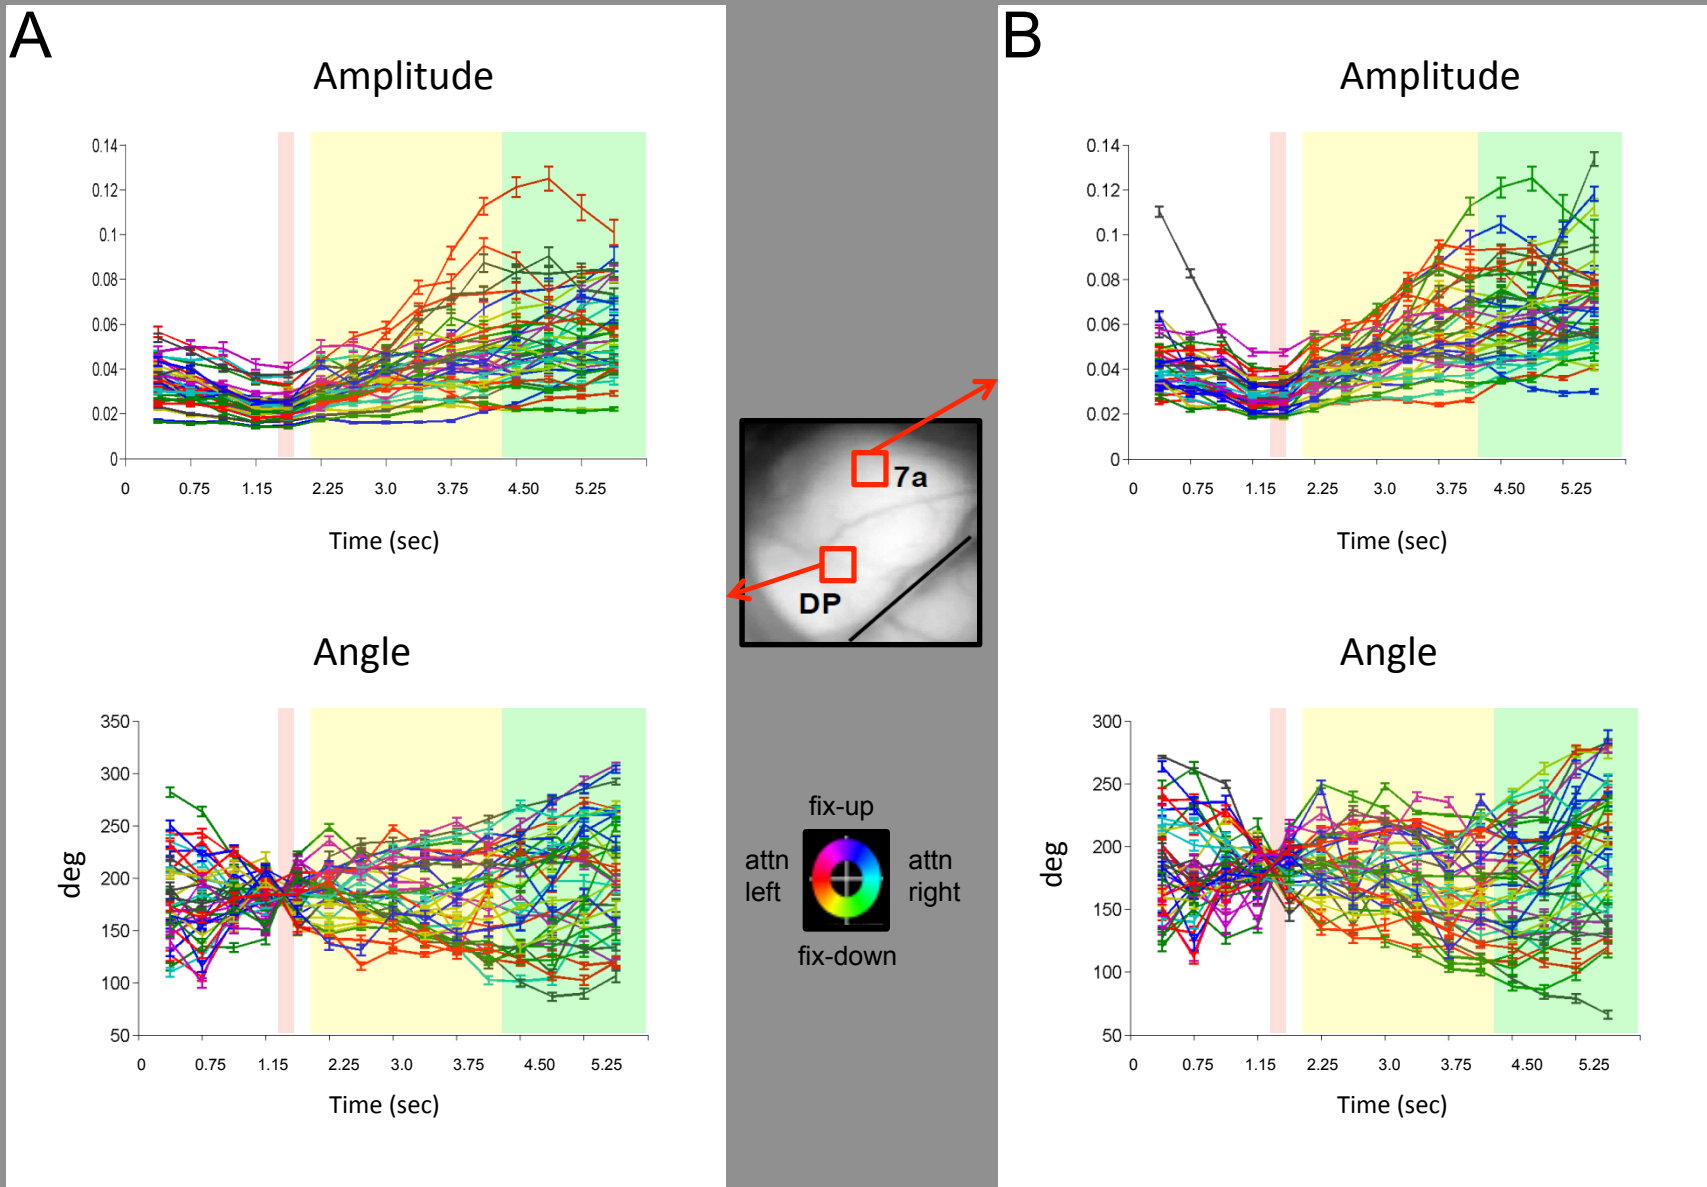 A
Amplitude
0.14
0.12
0.1
0.08
0.06
0.04
0.02
0
0 0.75 1.15 2.25 3.0 3.75 4.50 5.25
Time (sec)
Angle
350
300
250
200
150
100
50
deg
0 0.75 1.15 2.25 3.0 3.75 4.50 5.25
Time (sec)
7a
DP
fix-up
attn left
attn right
fix-down
B
Amplitude
0.14
0.12
0.1
0.08
0.06
0.04
0.02
0
0 0.75 1.15 2.25 3.0 3.75 4.50 5.25
Time (sec)
Angle
300
250
200
150
100
50
deg
0 0.75 1.15 2.25 3.0 3.75 4.50 5.25
Time (sec)